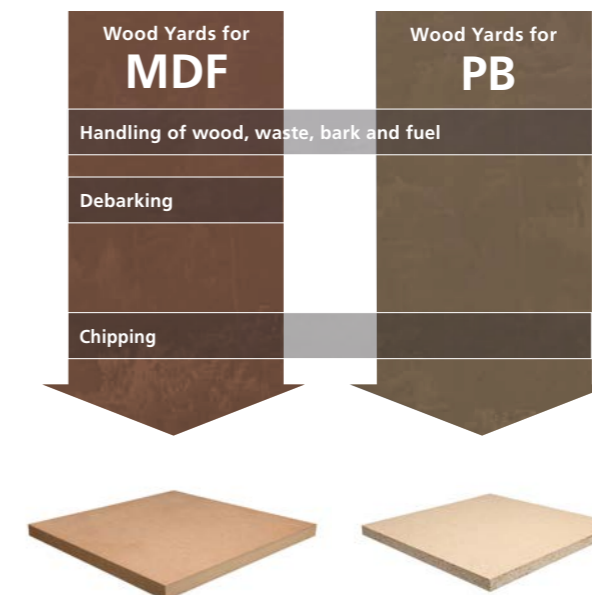 Wood Yards for
MDF
Wood Yards for
PB
Handling of wood, waste, bark and fuel
Debarking
Chipping